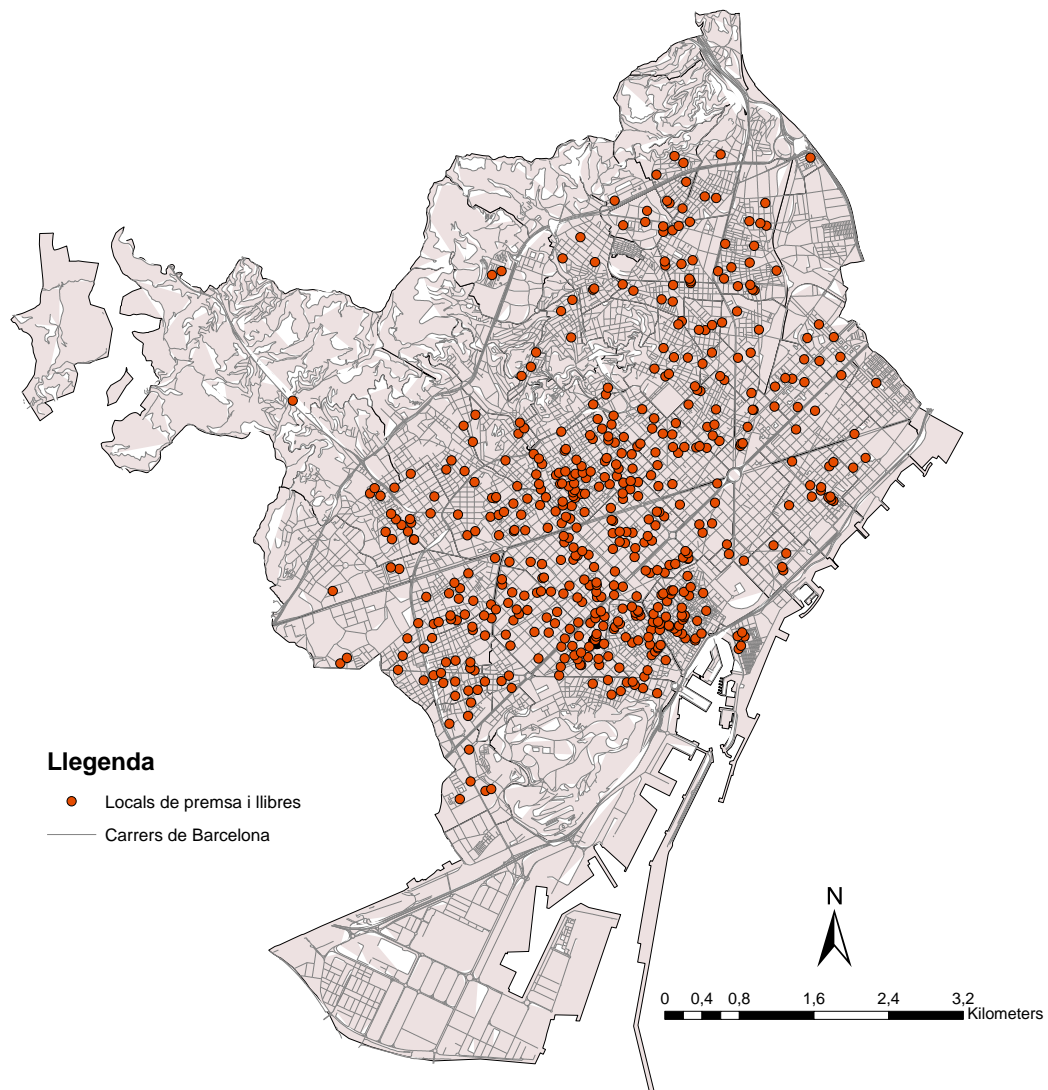 Llegenda
Locals de premsa i llibres
Carrers de Barcelona
N
0 0,4 0,8 1,6 2,4 3,2
Kilometers